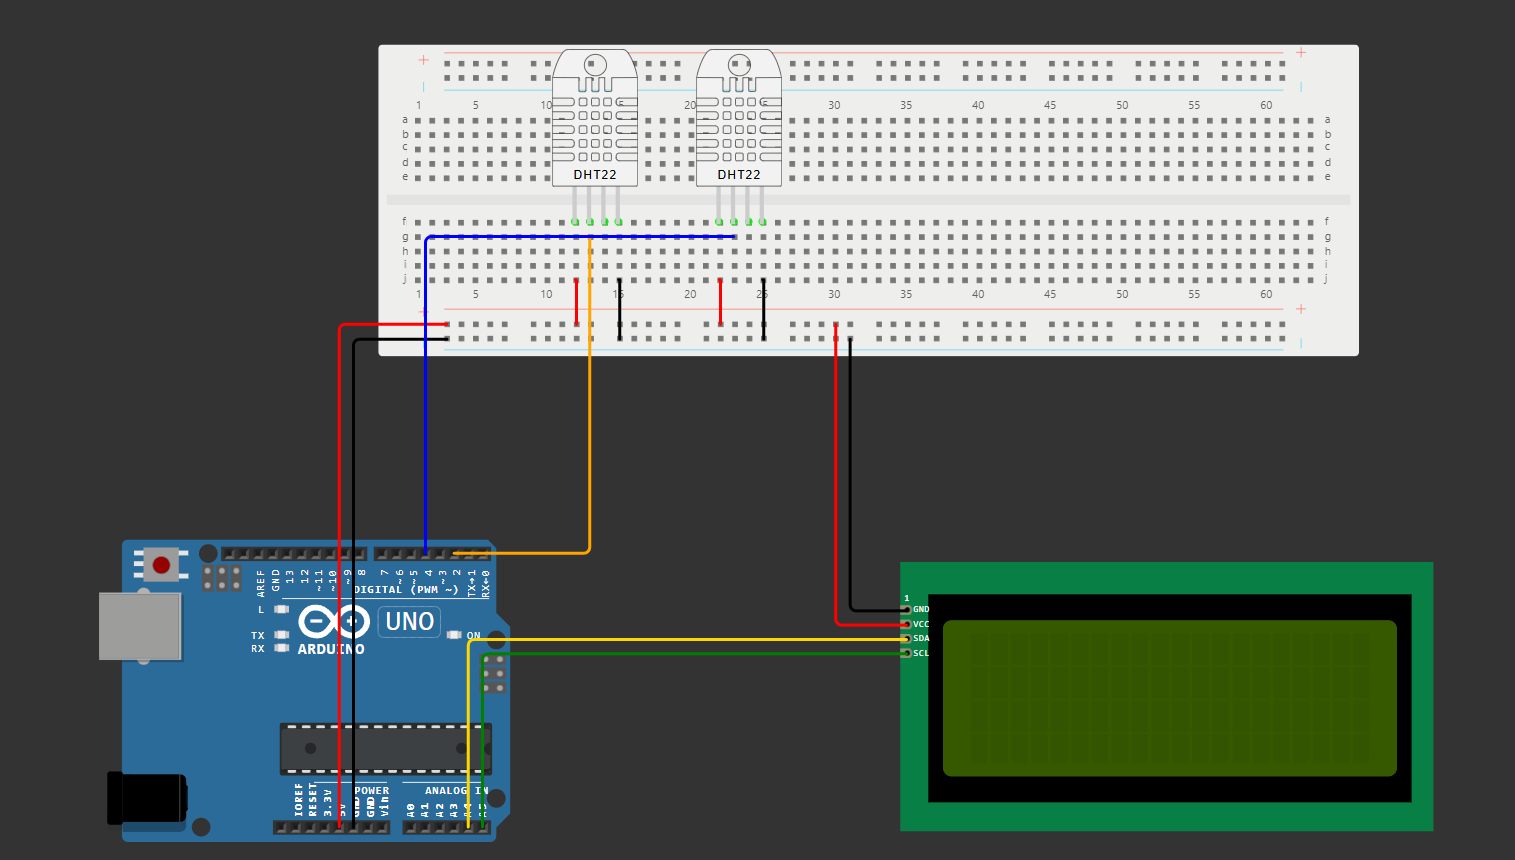 1 5 10 5 20 5 30 35 40 45 50 55 60
a a
b b
c c
d d
e e
DHT22 DHT22
f f
g g
h h
i i
j j
1 5 10 15 20 25 30 35 40 45 50 55 60
AREF GND 13 12 ~11 ~10 ~9 8 7 ~6 ~5 4 ~3 2 TX→1 RX←0
DIGITAL (PWM ~)
L
UNO
TX ON
RX ARDUINO
1
GND
VCC
SDA
SCL
POWER ANALOG IN
IOREF RESET 3.3V 5V GND GND Vin A0 A1 A2 A3 A4 A5